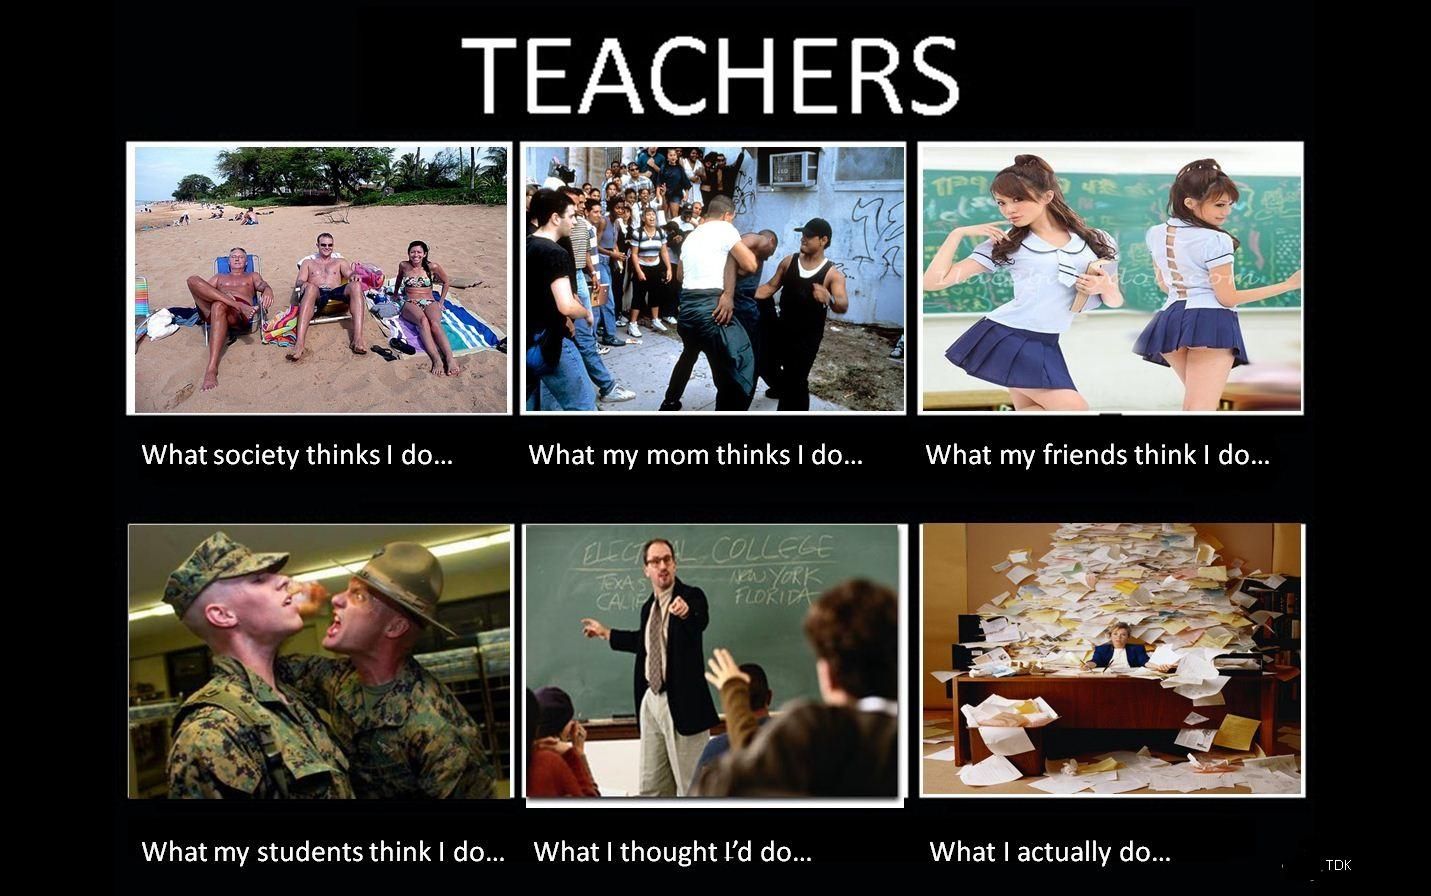 TEACHERS
What society thinks I do...
What my mom thinks I do...
What my friends think I do...
ELECT L COLLEGE
TEXAS
NEW YORK
CALIF
FLORIDA
What my students think I do...
What I thought I'd do...
What I actually do...
TDK